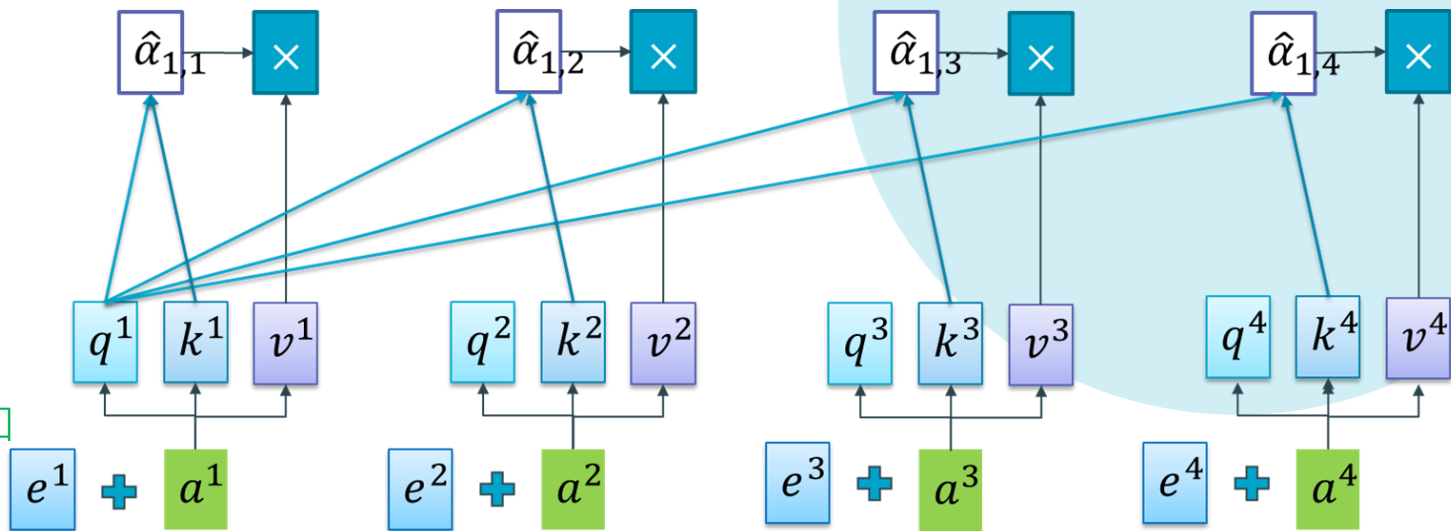 α̂₁,₁ × α̂₁,₂ × α̂₁,₃ × α̂₁,₄ ×
q¹ k¹ v¹ q² k² v² q³ k³ v³ q⁴ k⁴ v⁴
e¹ + a¹ e² + a² e³ + a³ e⁴ + a⁴